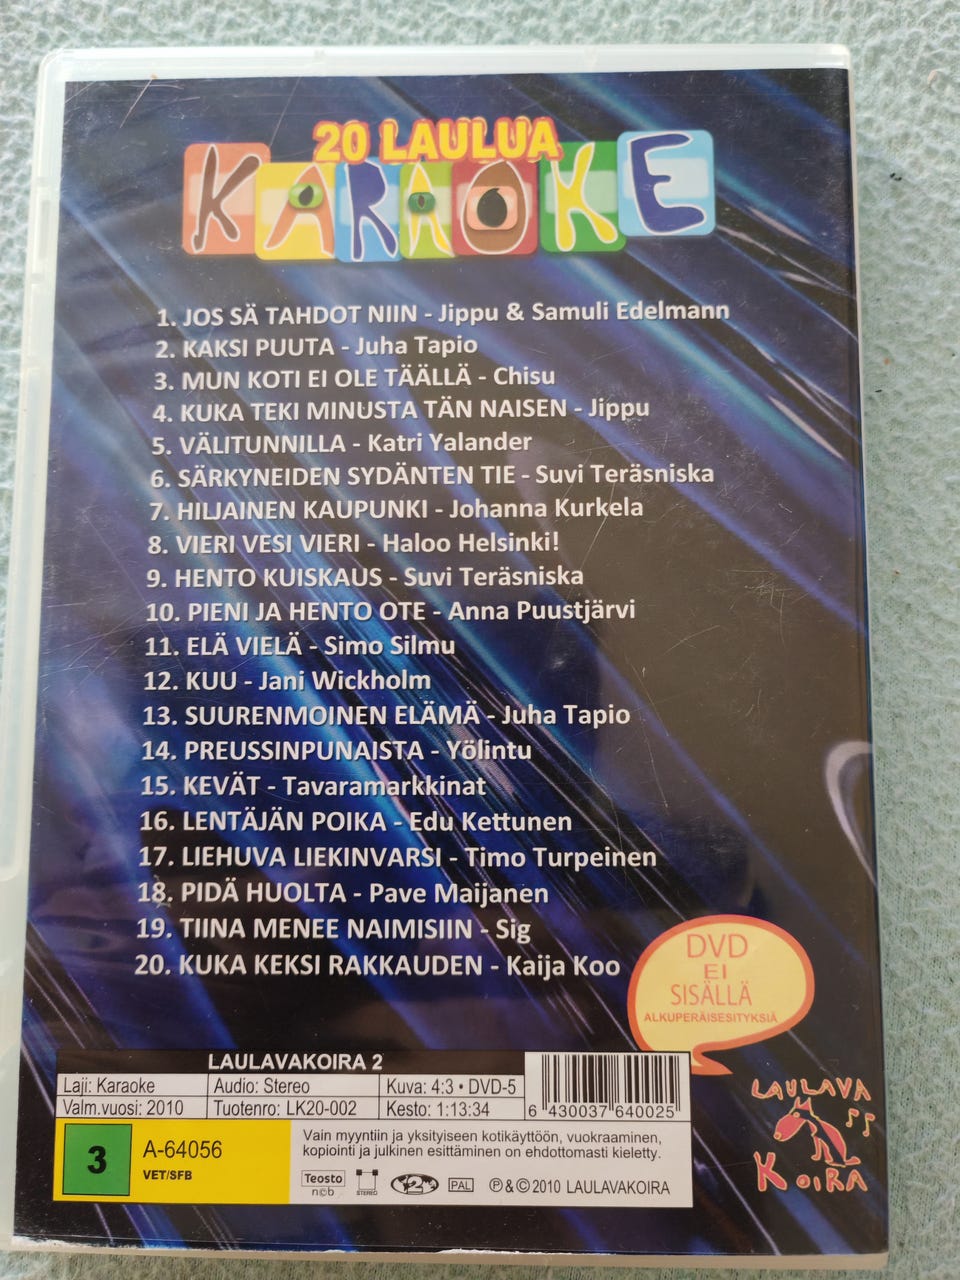 20 LAULUA
KARAOKE
1. JOS SÄ TAHDOT NIIN - Jippu & Samuli Edelmann
2. KAKSI PUUTA - Juha Tapio
3. MUN KOTI EI OLE TÄÄLLÄ - Chisu
4. KUKA TEKI MINUSTA TÄN NAISEN - Jippu
5. VÄLITUNNILLA - Katri Yalander
6. SÄRKYNEIDEN SYDÄNTEN TIE - Suvi Teräsniska
7. HILJAINEN KAUPUNKI - Johanna Kurkela
8. VIERI VESI VIERI - Haloo Helsinki!
9. HENTO KUISKAUS - Suvi Teräsniska
10. PIENI JA HENTO OTE - Anna Puustjärvi
11. ELÄ VIELÄ - Simo Silmu
12. KUU - Jani Wickholm
13. SUURENMOINEN ELÄMÄ - Juha Tapio
14. PREUSSINPUNAISTA - Yölintu
15. KEVÄT - Tavaramarkkinat
16. LENTÄJÄN POIKA - Edu Kettunen
17. LIEHUVA LIEKINVARSI - Timo Turpeinen
18. PIDÄ HUOLTA - Pave Maijanen
19. TIINA MENEE NAIMISIIN - Sig
20. KUKA KEKSI RAKKAUDEN - Kaija Koo
DVD
EI
SISÄLLÄ
ALKUPERÄISESITYKSIÄ
LAULAVAKOIRA 2
Laji: Karaoke Audio: Stereo Kuva: 4:3 • DVD-5
Valm.vuosi: 2010 Tuotenro: LK20-002 Kesto: 1:13:34
6 430037 640025
3 A-64056
VET/SFB
Vain myyntiin ja yksityiseen kotikäyttöön, vuokraaminen,
kopiointi ja julkinen esittäminen on ehdottomasti kielletty.
Teosto
n©b
STEREO
2
PAL
℗&©2010 LAULAVAKOIRA
LAULAVA
KOIRA